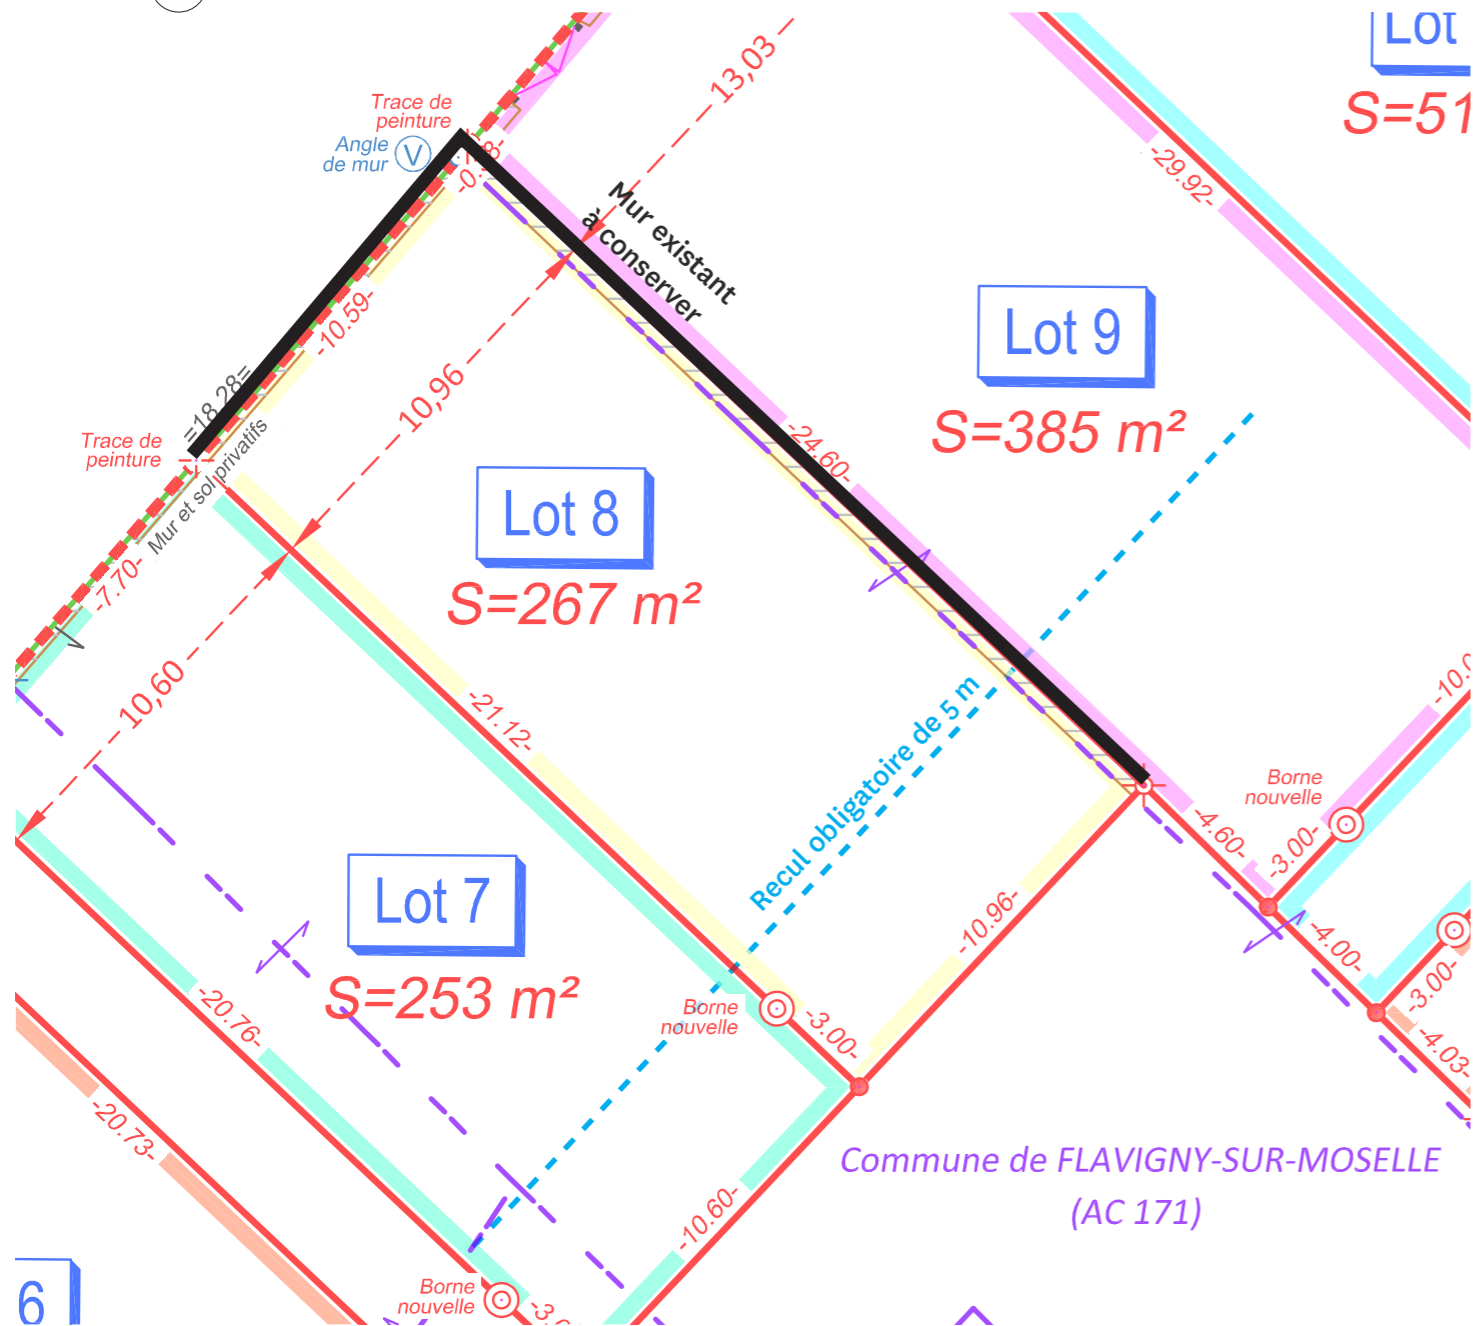 Lot
S=51
Trace de
peinture
Angle
de mur
V
13,03
-29.92-
Mur existant
à conserver
-10.59-
10,96
Lot 9
S=385 m²
=18.28=
Mur et sol privatifs
Trace de
peinture
-24.60-
Lot 8
S=267 m²
-7.70-
10,60
-21.12-
Recul obligatoire de 5 m
Borne
nouvelle
-4.60-
-3.00-
-10.96-
-4.00-
-3.00-
-4.03-
Lot 7
S=253 m²
Borne
nouvelle
-3.00-
-20.76-
-20.73-
-10.60-
Commune de FLAVIGNY-SUR-MOSELLE
(AC 171)
6
Borne
nouvelle